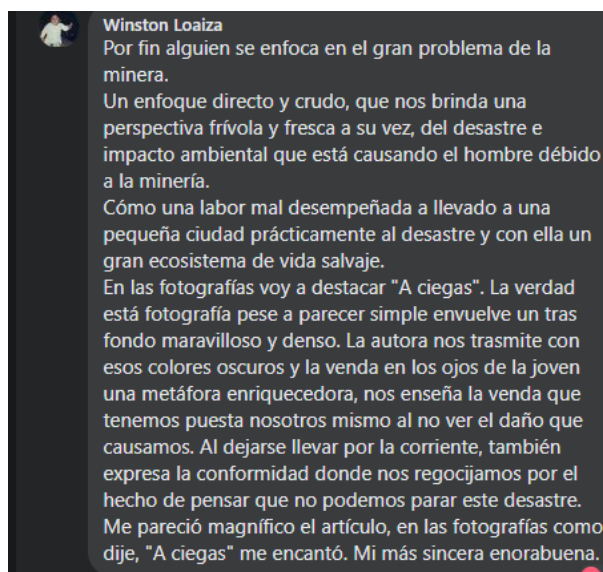 Winston Loaiza
Por fin alguien se enfoca en el gran problema de la
minera.
Un enfoque directo y crudo, que nos brinda una
perspectiva frívola y fresca a su vez, del desastre e
impacto ambiental que está causando el hombre débido
a la minería.
Cómo una labor mal desempeñada a llevado a una
pequeña ciudad prácticamente al desastre y con ella un
gran ecosistema de vida salvaje.
En las fotografías voy a destacar "A ciegas". La verdad
está fotografía pese a parecer simple envuelve un tras
fondo maravilloso y denso. La autora nos trasmite con
esos colores oscuros y la venda en los ojos de la joven
una metáfora enriquecedora, nos enseña la venda que
tenemos puesta nosotros mismo al no ver el daño que
causamos. Al dejarse llevar por la corriente, también
expresa la conformidad donde nos regocijamos por el
hecho de pensar que no podemos parar este desastre.
Me pareció magnífico el artículo, en las fotografías como
dije, "A ciegas" me encantó. Mi más sincera enorabuena.